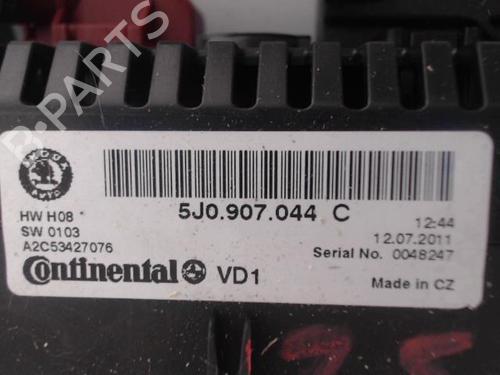 SKODA
AUTO
5J0.907.044 C
HW H08
SW 0103
A2C53427076
12:44
12.07.2011
Serial No. 0048247
Continental VD1
Made in CZ
B-PARTS